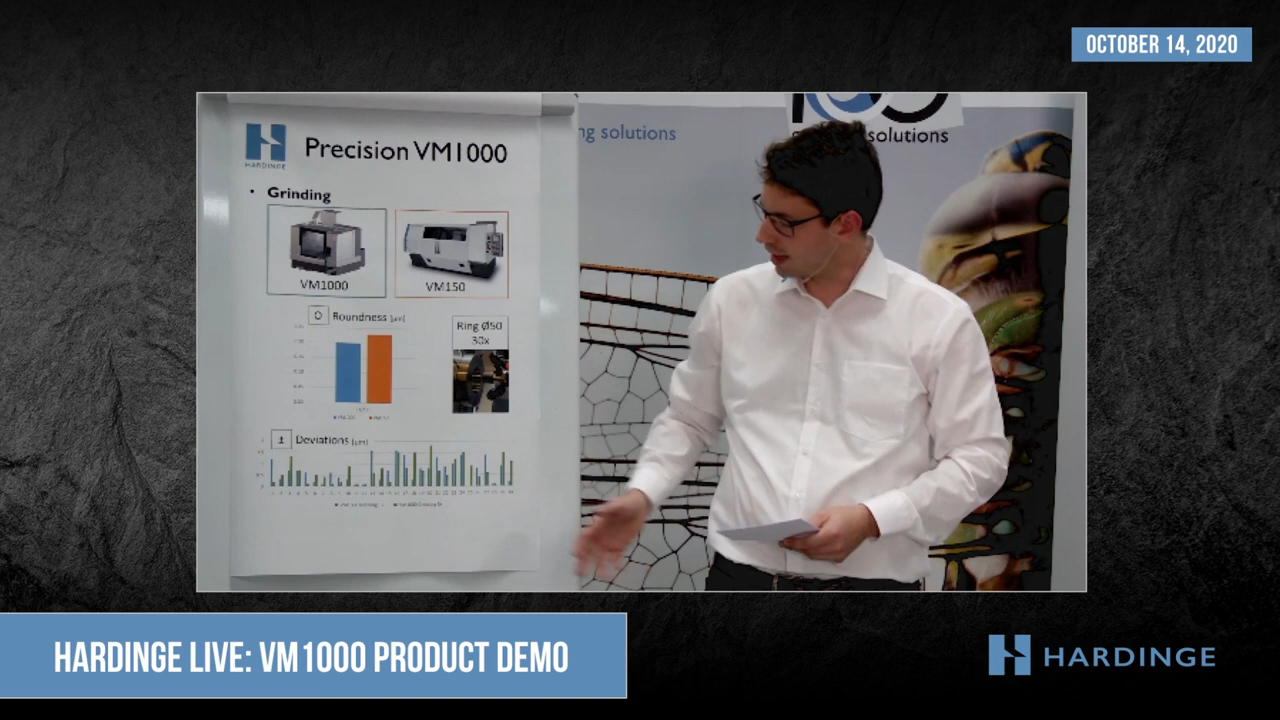 OCTOBER 14, 2020
HARDINGE
Precision VM1000
• Grinding
VM1000
VM150
Roundness [µm]
Ring Ø50
30x
Deviations [µm]
ng solutions
solutions
HARDINGE LIVE: VM1000 PRODUCT DEMO
HARDINGE